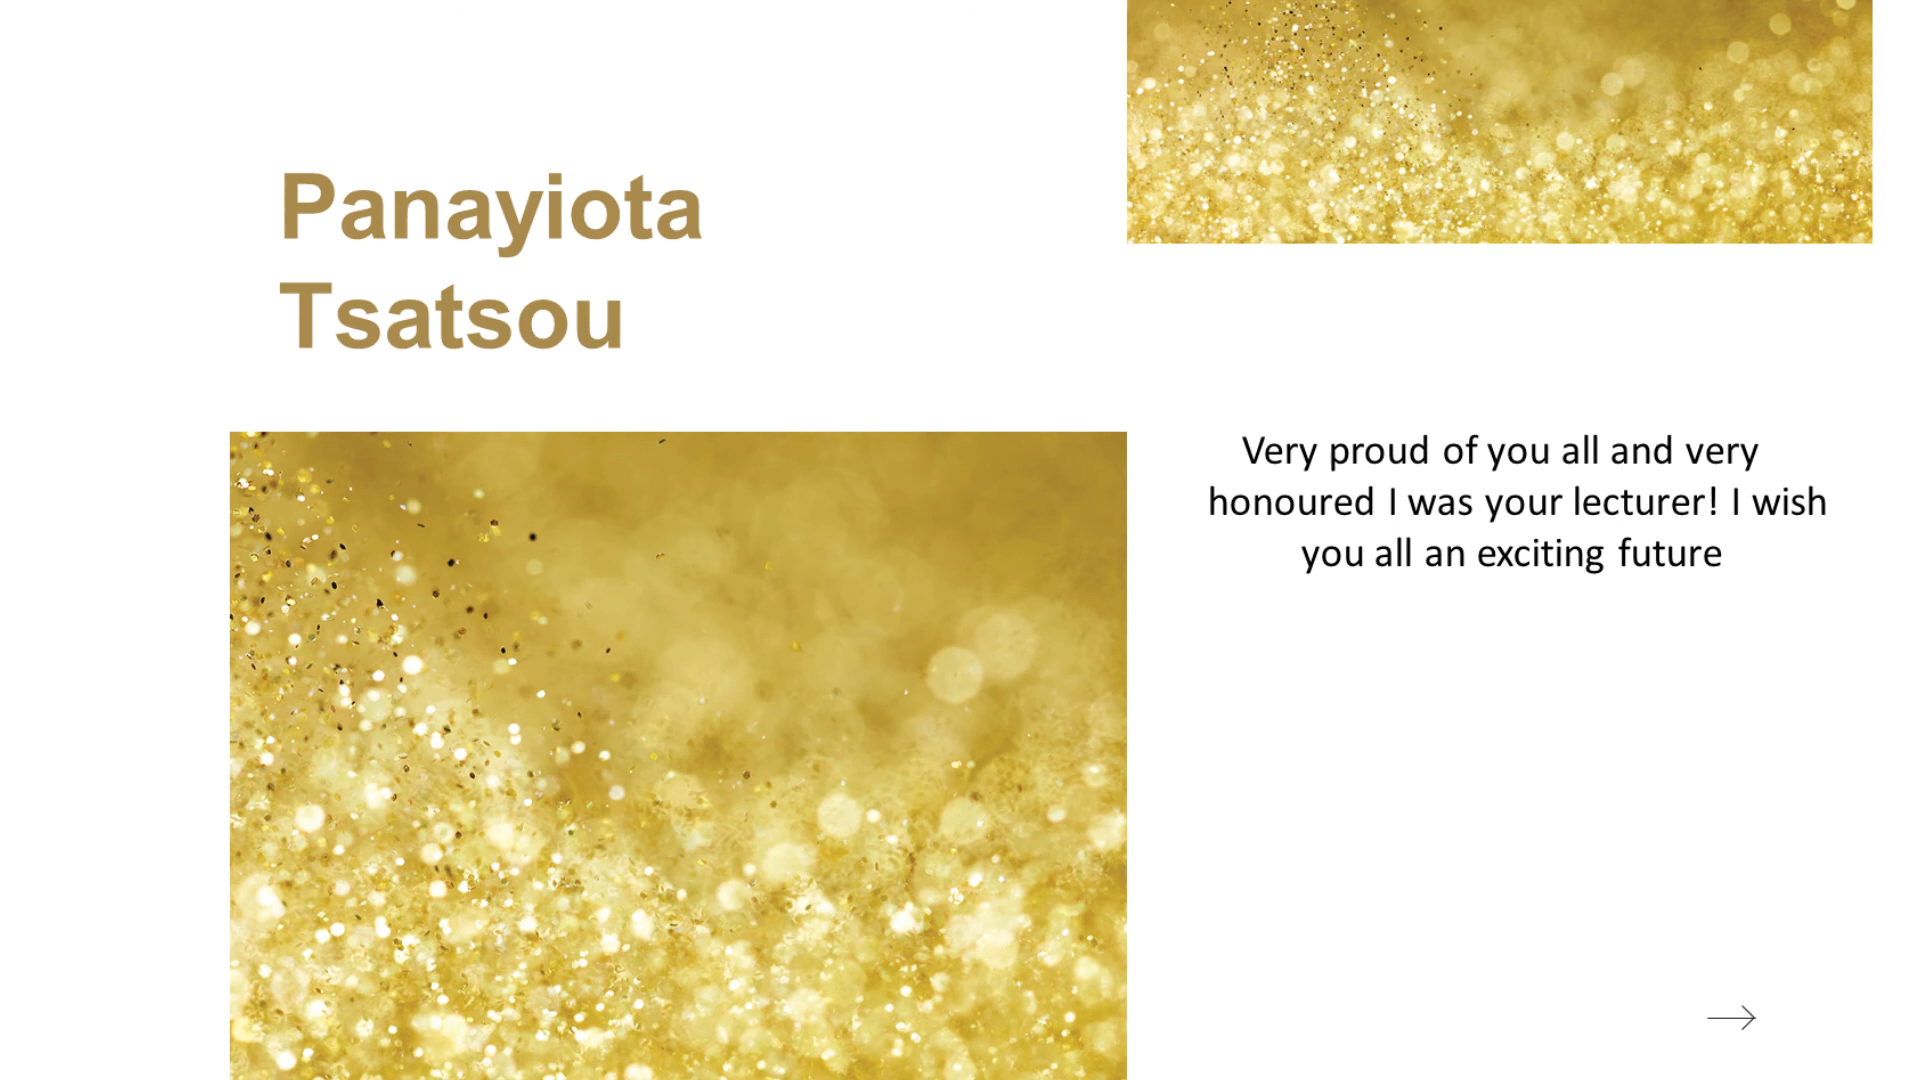 Panayiota
Tsatsou
Very proud of you all and very
honoured I was your lecturer! I wish
you all an exciting future